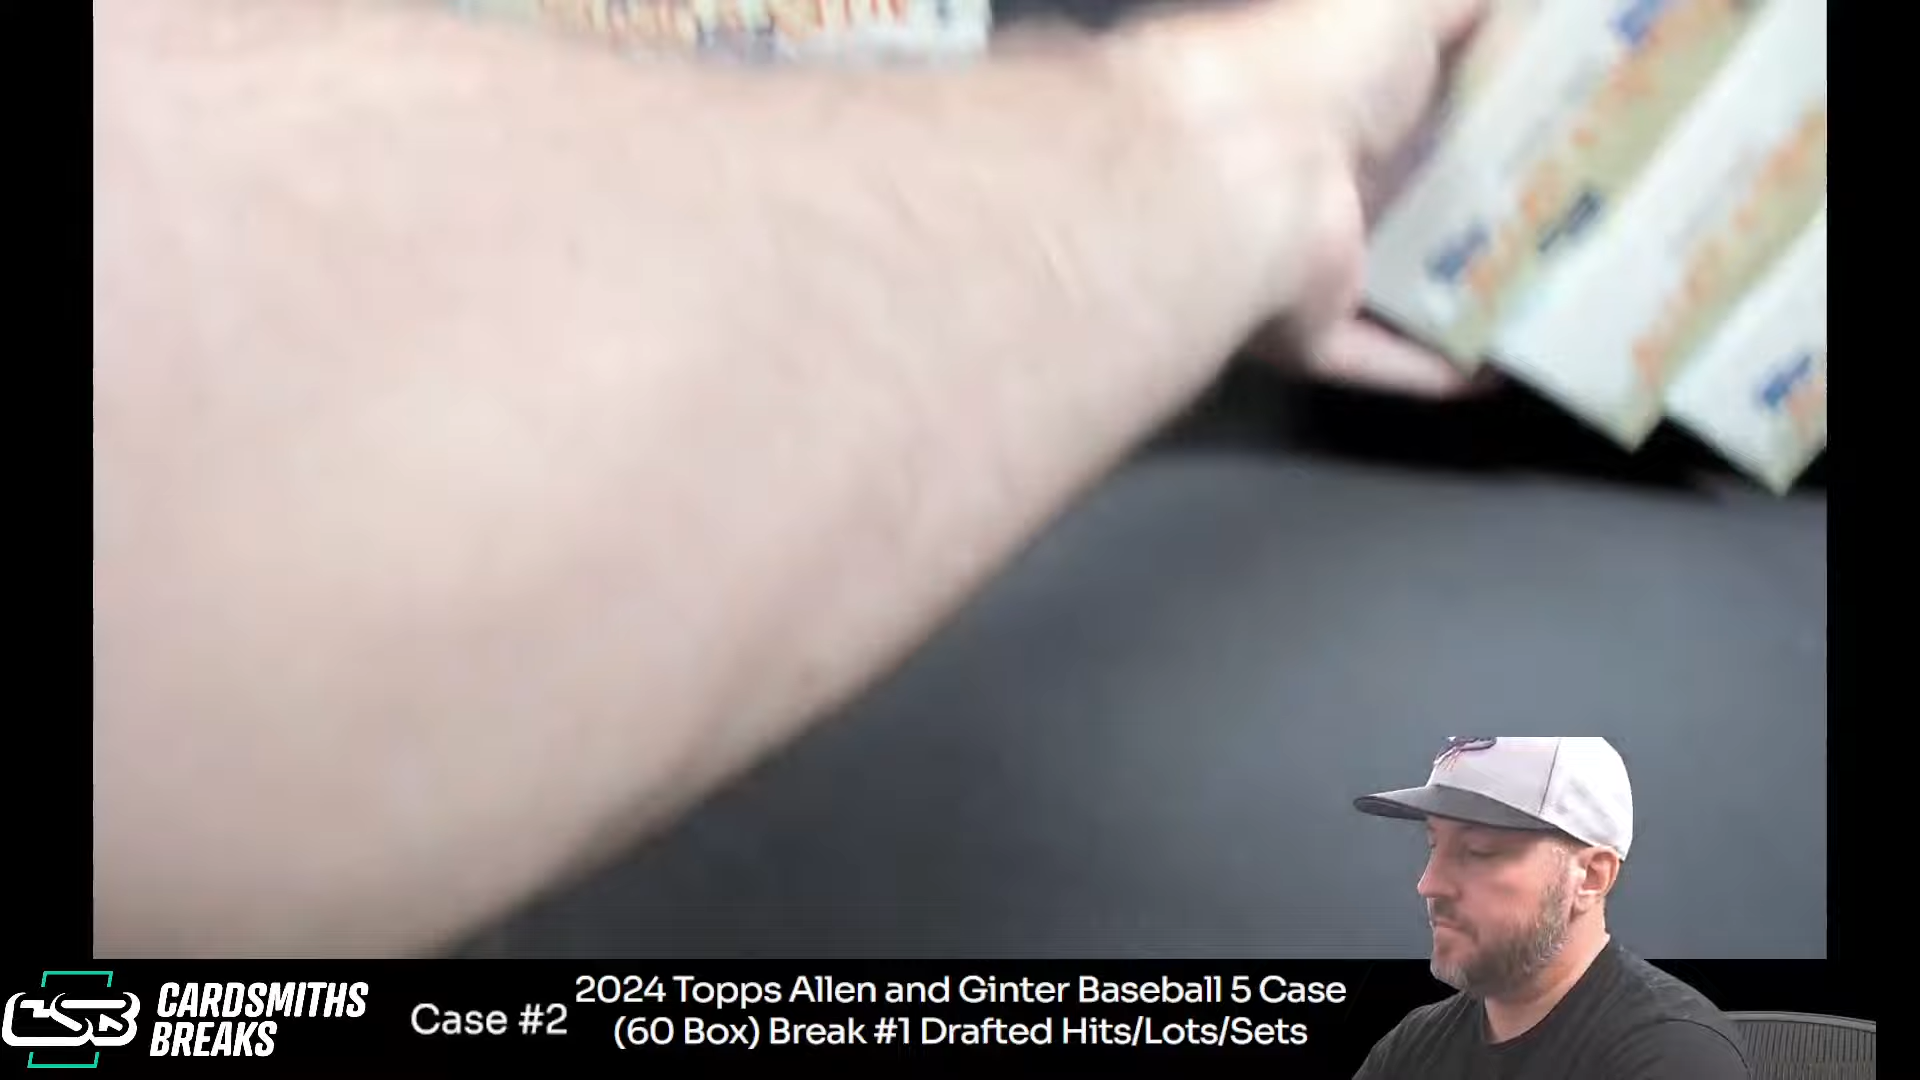 CARDSMITHS
BREAKS
Case #2
2024 Topps Allen and Ginter Baseball 5 Case
(60 Box) Break #1 Drafted Hits/Lots/Sets